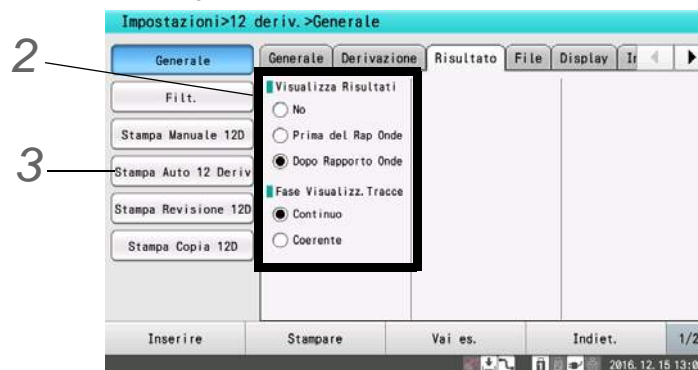 Impostazioni>12 deriv.>Generale
2
Generale
Generale Derivazione Risultato File Display
Visualizza Risultati
Filt.
No
Stampa Manuale 12D
Prima del Rap Onde
3
Stampa Auto 12 Deriv
Dopo Rapporto Onde
Fase Visualizz.Tracce
Stampa Revisione 12D
Continuo
Stampa Copia 12D
Coerente
Inserire Stampare Vai es. Indiet. 1/2
2016.12.15 13:0